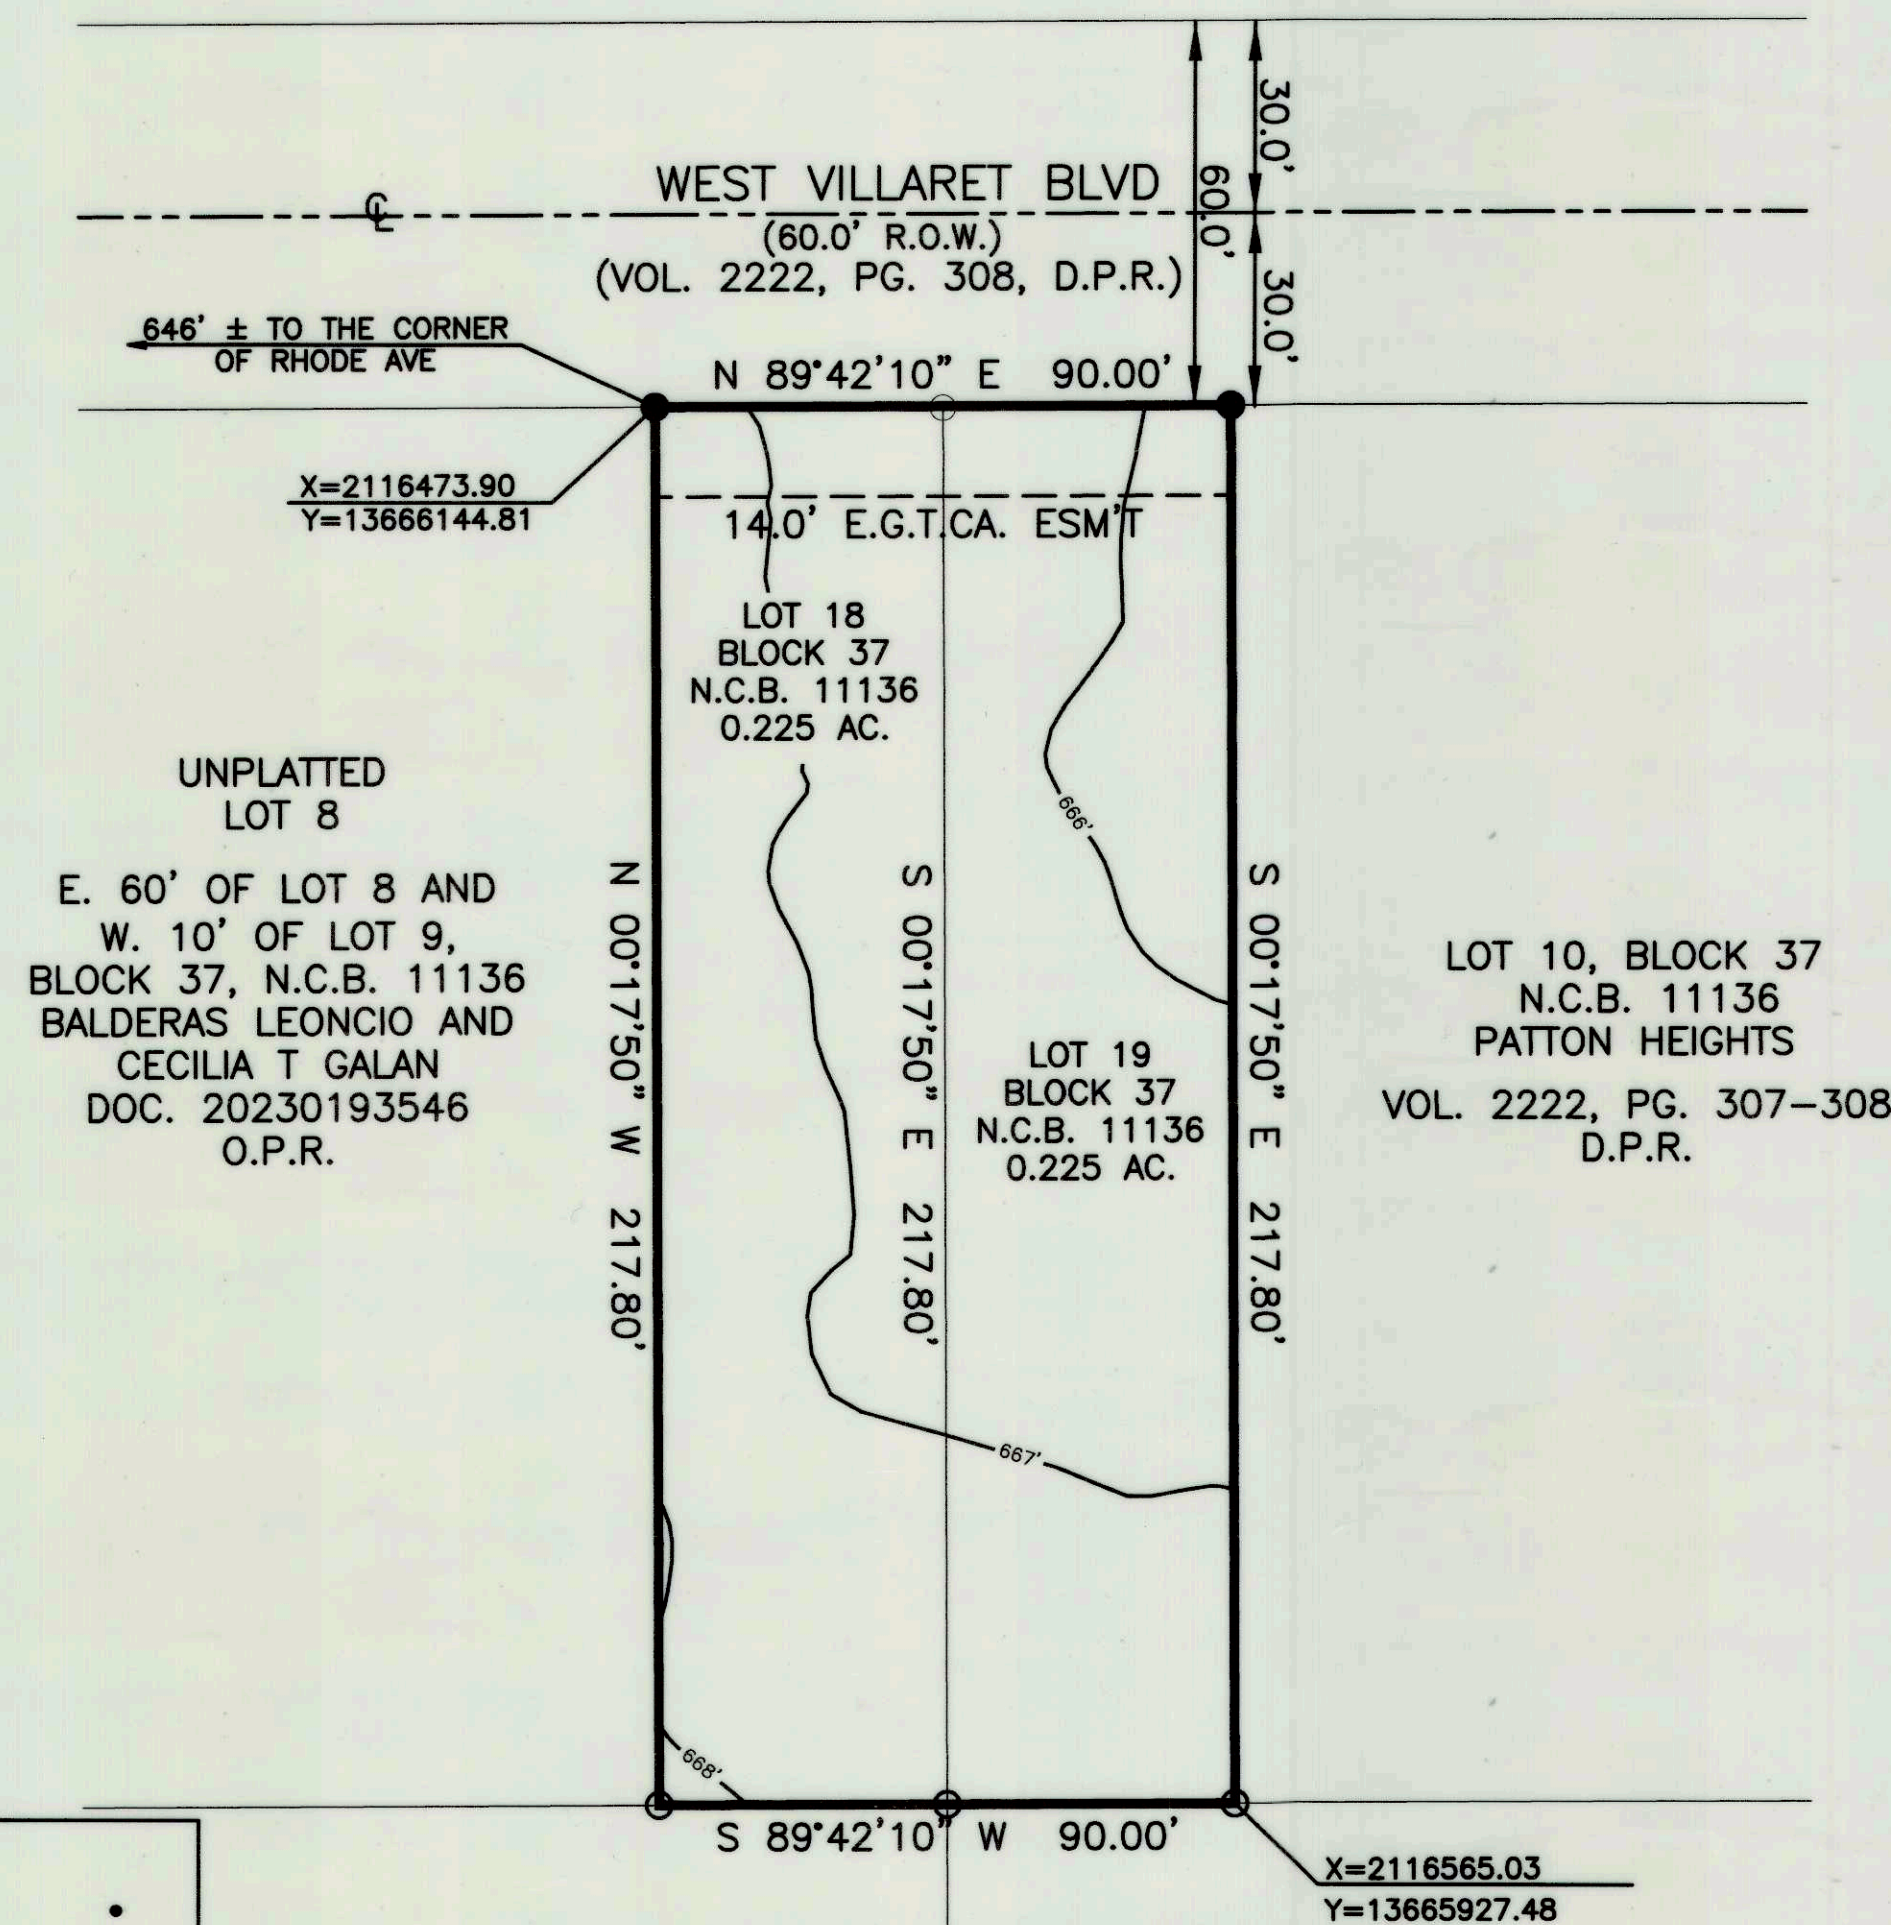 30.0'
60.0'
30.0'
WEST VILLARET BLVD
℄
(60.0' R.O.W.)
(VOL. 2222, PG. 308, D.P.R.)
646' ± TO THE CORNER
OF RHODE AVE
N 89°42'10" E 90.00'
X=2116473.90
Y=13666144.81
14.0' E.G.T.CA. ESM'T
LOT 18
BLOCK 37
N.C.B. 11136
0.225 AC.
UNPLATTED
LOT 8
E. 60' OF LOT 8 AND
W. 10' OF LOT 9,
BLOCK 37, N.C.B. 11136
BALDERAS LEONCIO AND
CECILIA T GALAN
DOC. 20230193546
O.P.R.
N 00°17'50" W 217.80'
S 00°17'50" E 217.80'
666'
LOT 19
BLOCK 37
N.C.B. 11136
0.225 AC.
S 00°17'50" E 217.80'
LOT 10, BLOCK 37
N.C.B. 11136
PATTON HEIGHTS
VOL. 2222, PG. 307-308
D.P.R.
667'
668'
S 89°42'10" W 90.00'
X=2116565.03
Y=13665927.48